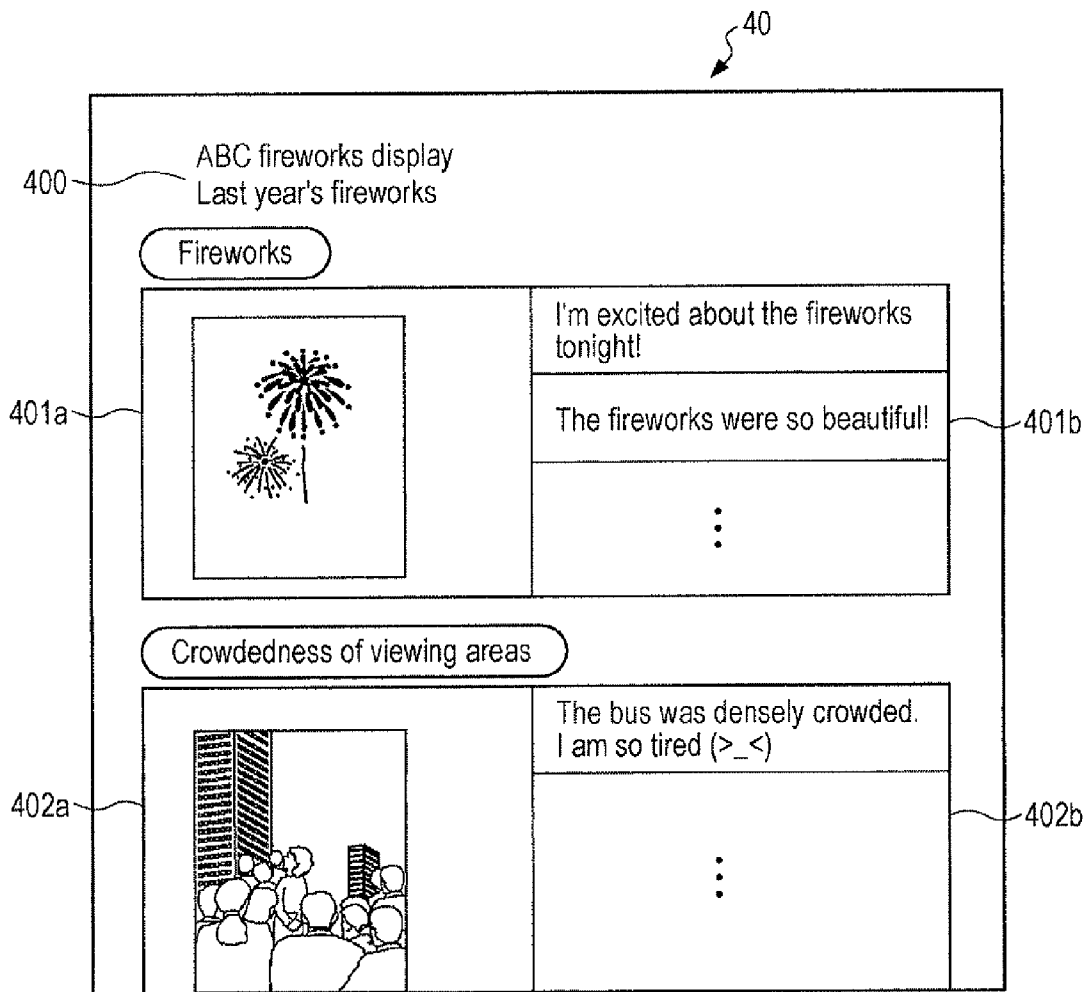 40
ABC fireworks display
Last year's fireworks
400
Fireworks
I'm excited about the fireworks
tonight!
401a
The fireworks were so beautiful!
401b
Crowdedness of viewing areas
The bus was densely crowded.
I am so tired (>_<)
402a
402b